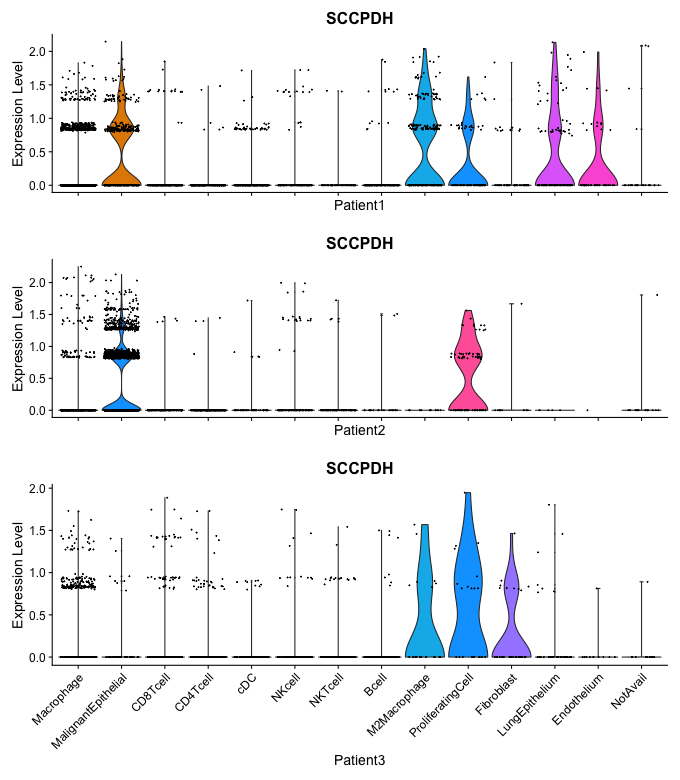 SCCPDH
Expression Level
2.0
1.5
1.0
0.5
0.0
Patient1
SCCPDH
Expression Level
2.0
1.5
1.0
0.5
0.0
Patient2
SCCPDH
Expression Level
2.0
1.5
1.0
0.5
0.0
Macrophage
MalignantEpithelial
CD8Tcell
CD4Tcell
cDC
NKcell
NKTcell
Bcell
M2Macrophage
ProliferatingCell
Fibroblast
LungEpithelium
Endothelium
NotAvail
Patient3